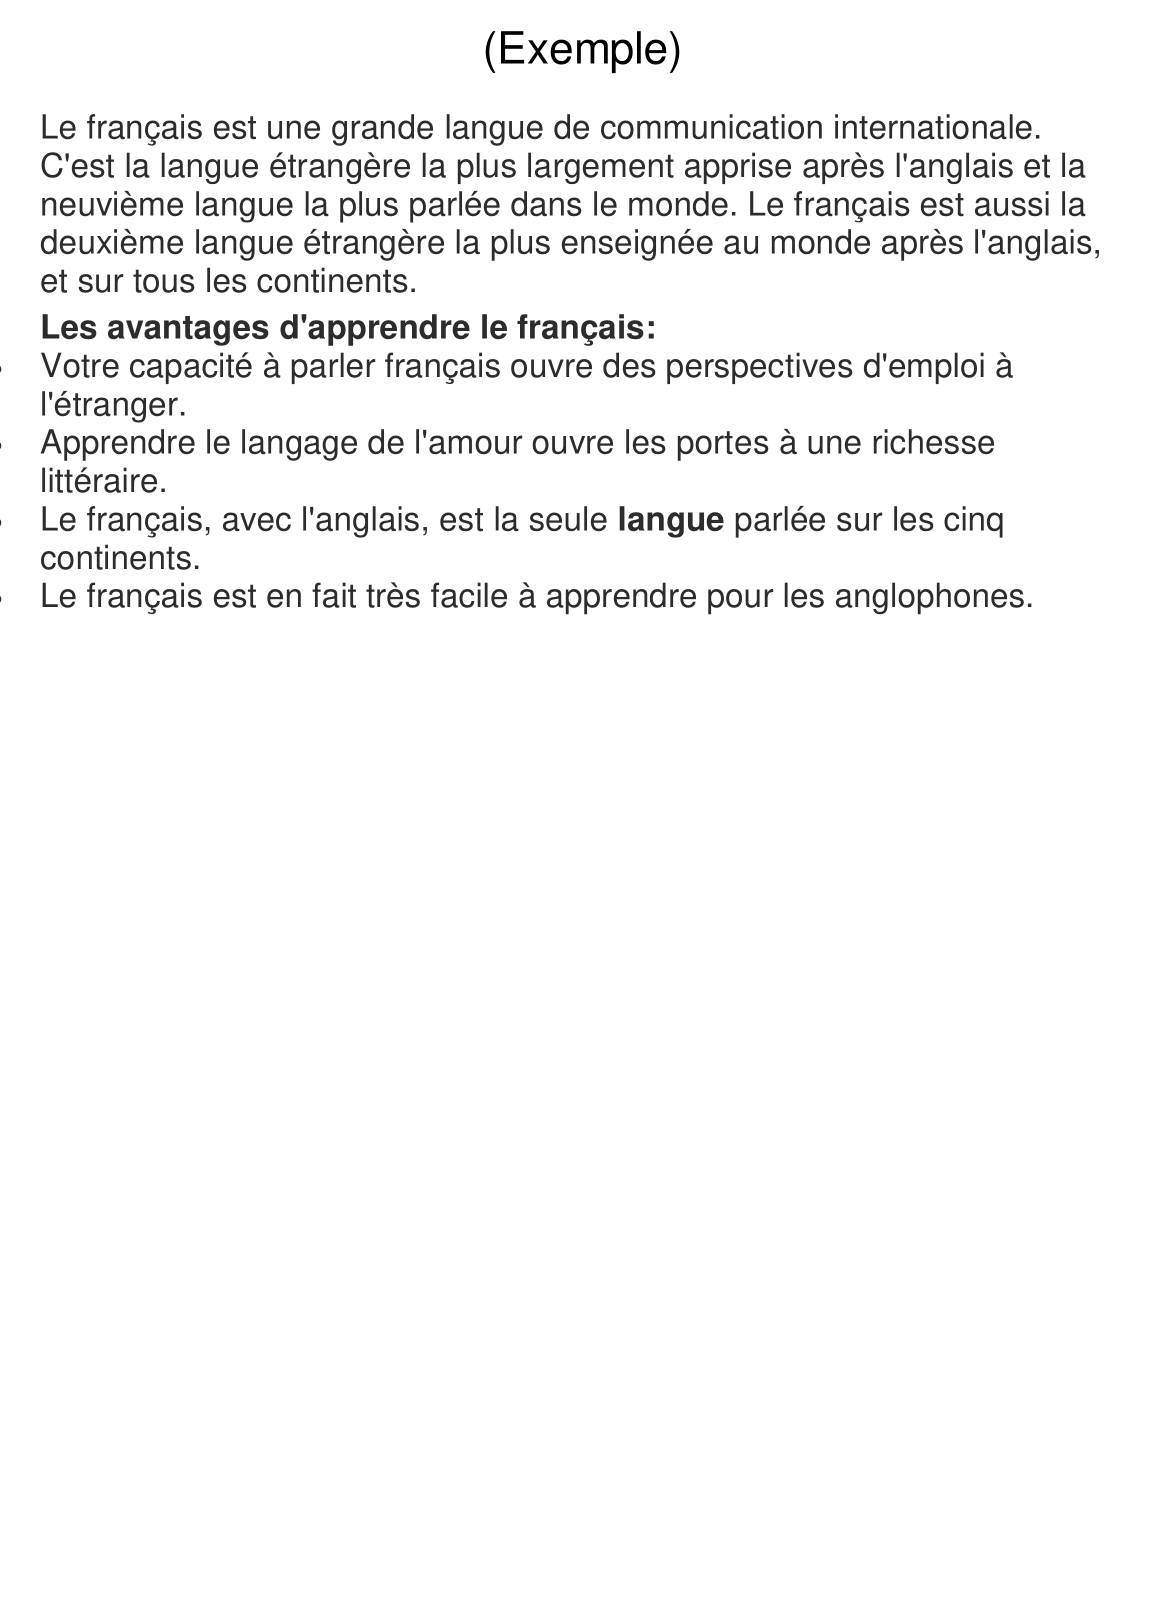 (Exemple)
Le français est une grande langue de communication internationale.
C'est la langue étrangère la plus largement apprise après l'anglais et la
neuvième langue la plus parlée dans le monde. Le français est aussi la
deuxième langue étrangère la plus enseignée au monde après l'anglais,
et sur tous les continents.
Les avantages d'apprendre le français:
Votre capacité à parler français ouvre des perspectives d'emploi à
l'étranger.
Apprendre le langage de l'amour ouvre les portes à une richesse
littéraire.
Le français, avec l'anglais, est la seule langue parlée sur les cinq
continents.
Le français est en fait très facile à apprendre pour les anglophones.